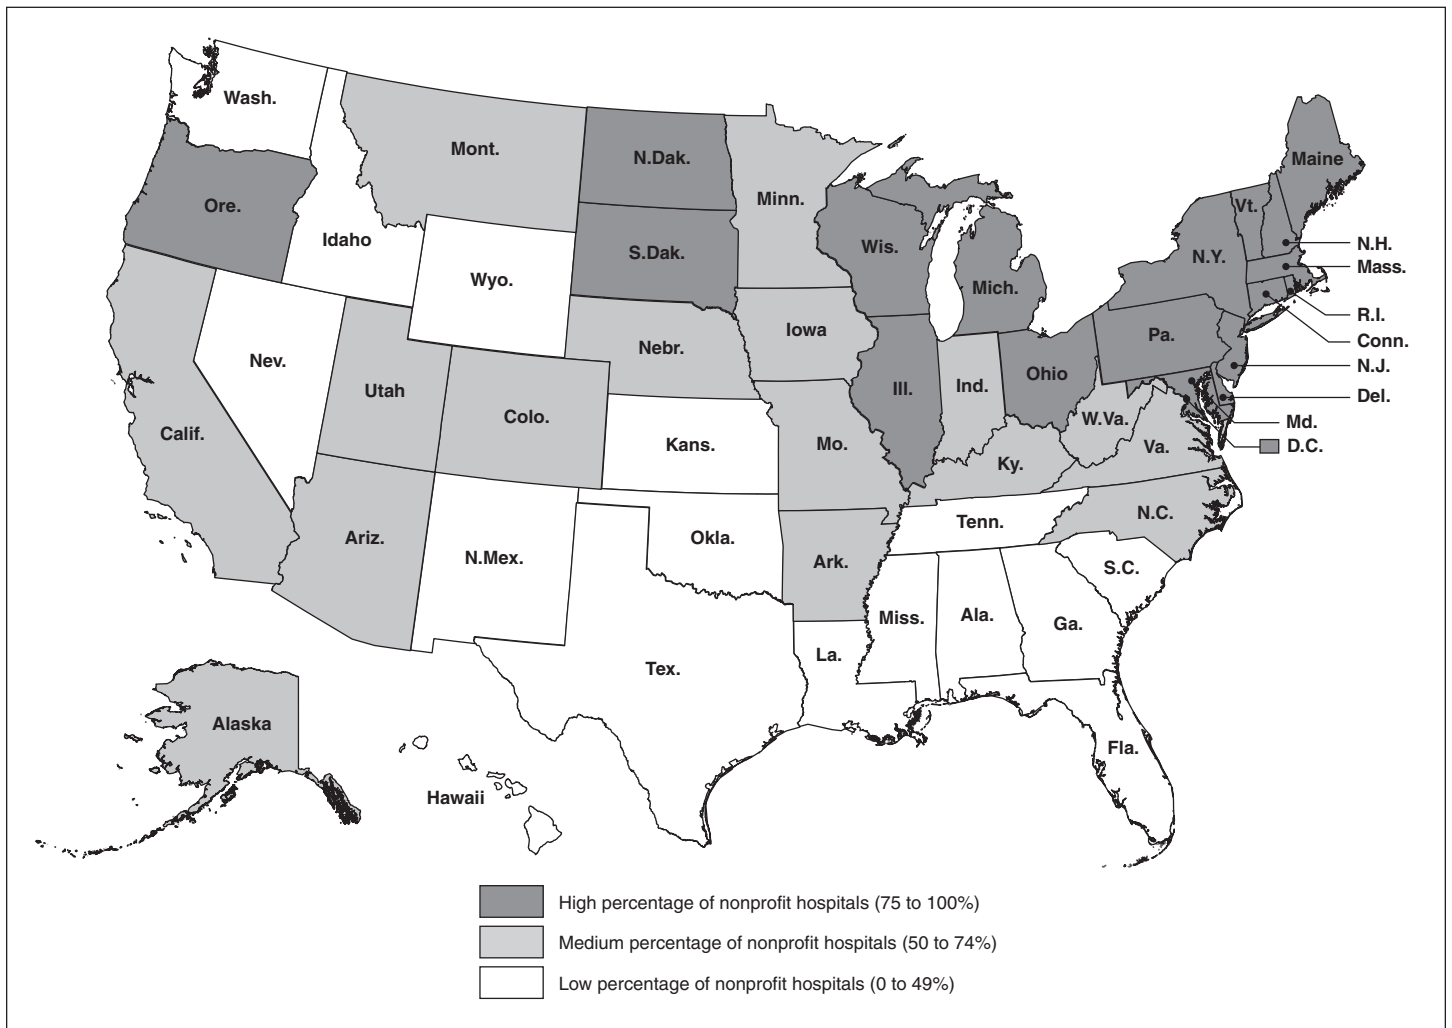 Wash.
Mont.
N.Dak.
Minn.
Maine
Ore.
Idaho
S.Dak.
Wis.
Mich.
N.Y.
Vt.
N.H.
Mass.
Wyo.
R.I.
Conn.
Iowa
Nebr.
Pa.
N.J.
Nev.
Utah
Colo.
Ill.
Ind.
Ohio
Del.
Calif.
Kans.
Mo.
W.Va.
Va.
Md.
D.C.
Ky.
Ariz.
N.Mex.
Okla.
Ark.
Tenn.
N.C.
S.C.
Miss.
Ala.
Ga.
Tex.
La.
Alaska
Hawaii
Fla.
High percentage of nonprofit hospitals (75 to 100%)
Medium percentage of nonprofit hospitals (50 to 74%)
Low percentage of nonprofit hospitals (0 to 49%)